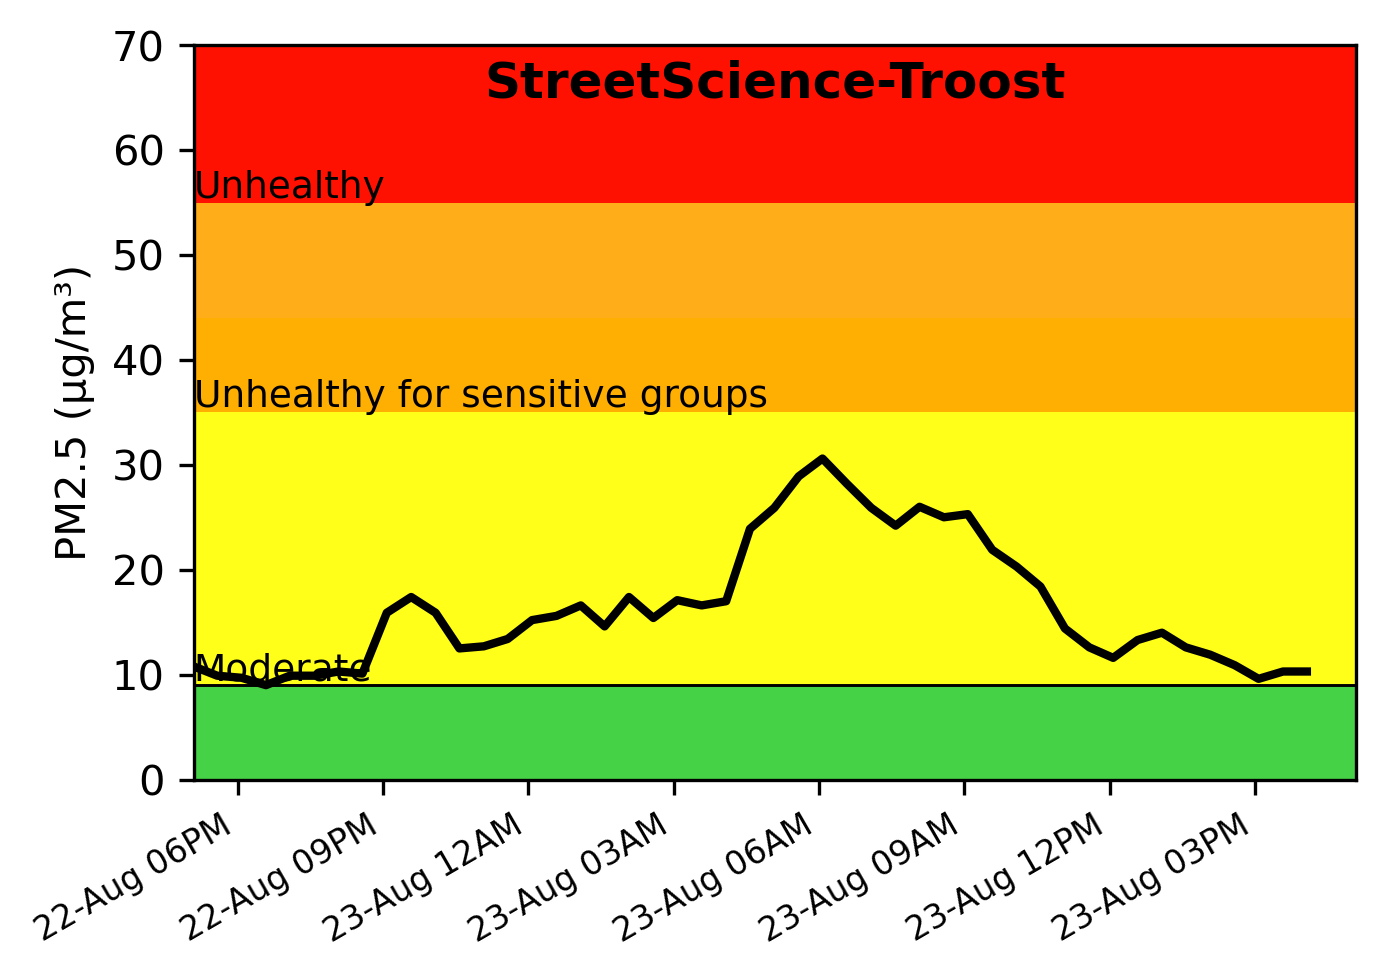 StreetScience-Troost
70
60
50
40
30
20
10
0
PM2.5 (µg/m³)
Unhealthy
Unhealthy for sensitive groups
Moderate
22-Aug 06PM
22-Aug 09PM
23-Aug 12AM
23-Aug 03AM
23-Aug 06AM
23-Aug 09AM
23-Aug 12PM
23-Aug 03PM